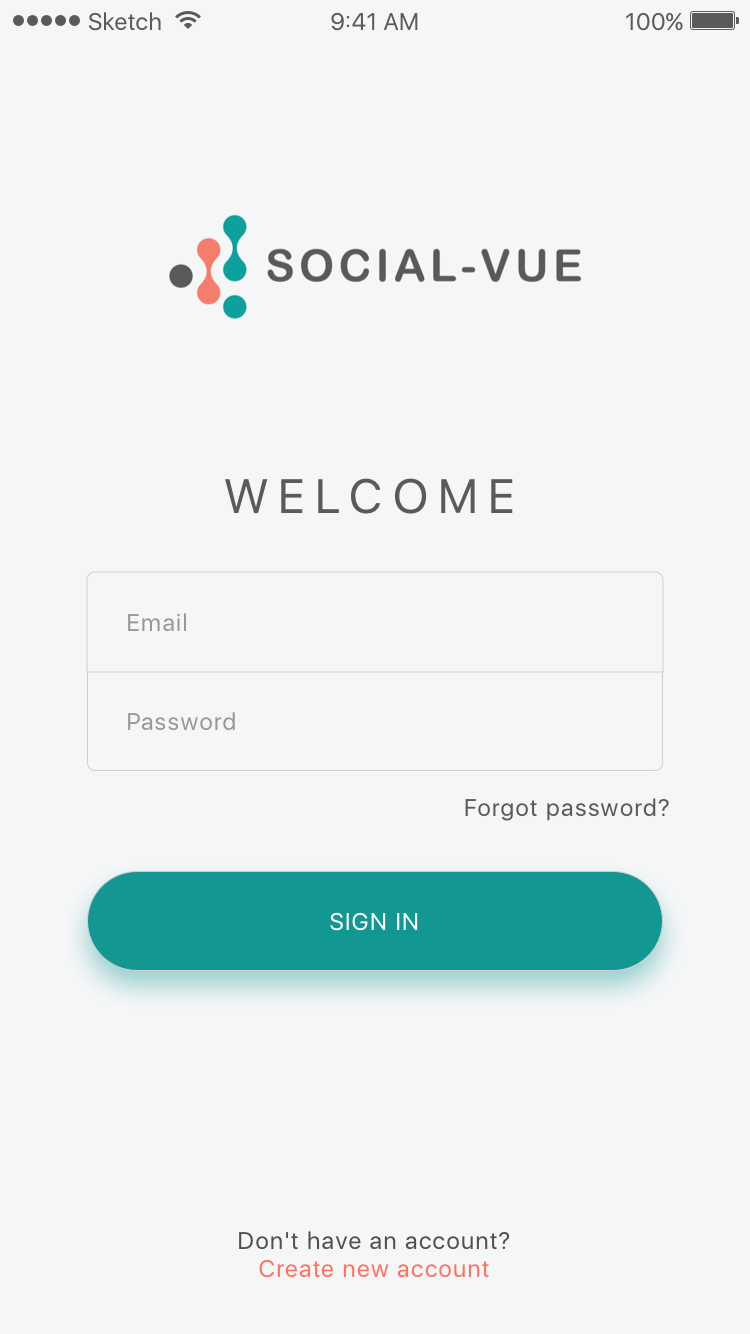 Sketch 9:41 AM 100%
SOCIAL-VUE
WELCOME
Email
Password
Forgot password?
SIGN IN
Don't have an account?
Create new account